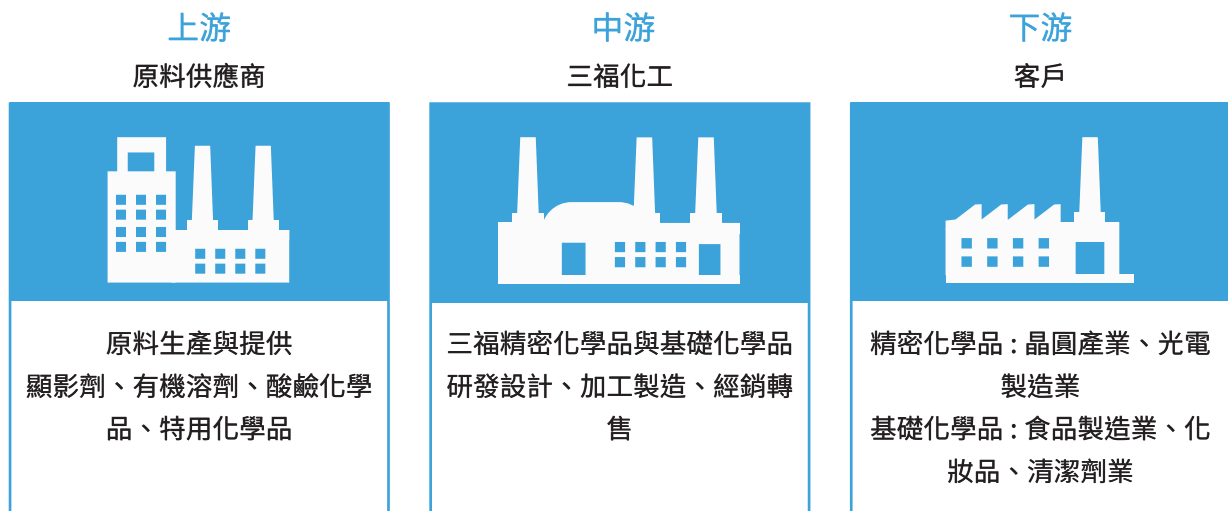 上游
原料供應商
原料生產與提供
顯影劑、有機溶劑、酸鹼化學
品、特用化學品
中游
三福化工
三福精密化學品與基礎化學品
研發設計、加工製造、經銷轉
售
下游
客戶
精密化學品 : 晶圓產業、光電
製造業
基礎化學品 : 食品製造業、化
妝品、清潔劑業